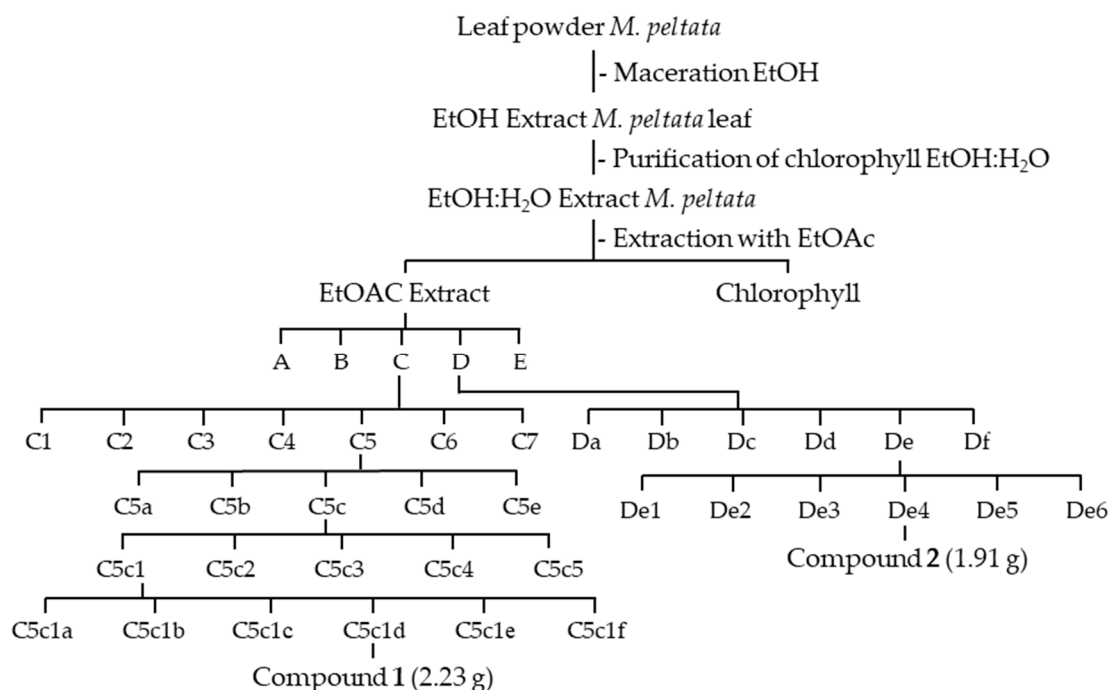 Leaf powder M. peltata
- Maceration EtOH
EtOH Extract M. peltata leaf
- Purification of chlorophyll EtOH:H₂O
EtOH:H₂O Extract M. peltata
- Extraction with EtOAc
EtOAC Extract Chlorophyll
A B C D E
C1 C2 C3 C4 C5 C6 C7 Da Db Dc Dd De Df
C5a C5b C5c C5d C5e De1 De2 De3 De4 De5 De6
Compound 2 (1.91 g)
C5c1 C5c2 C5c3 C5c4 C5c5
C5c1a C5c1b C5c1c C5c1d C5c1e C5c1f
Compound 1 (2.23 g)